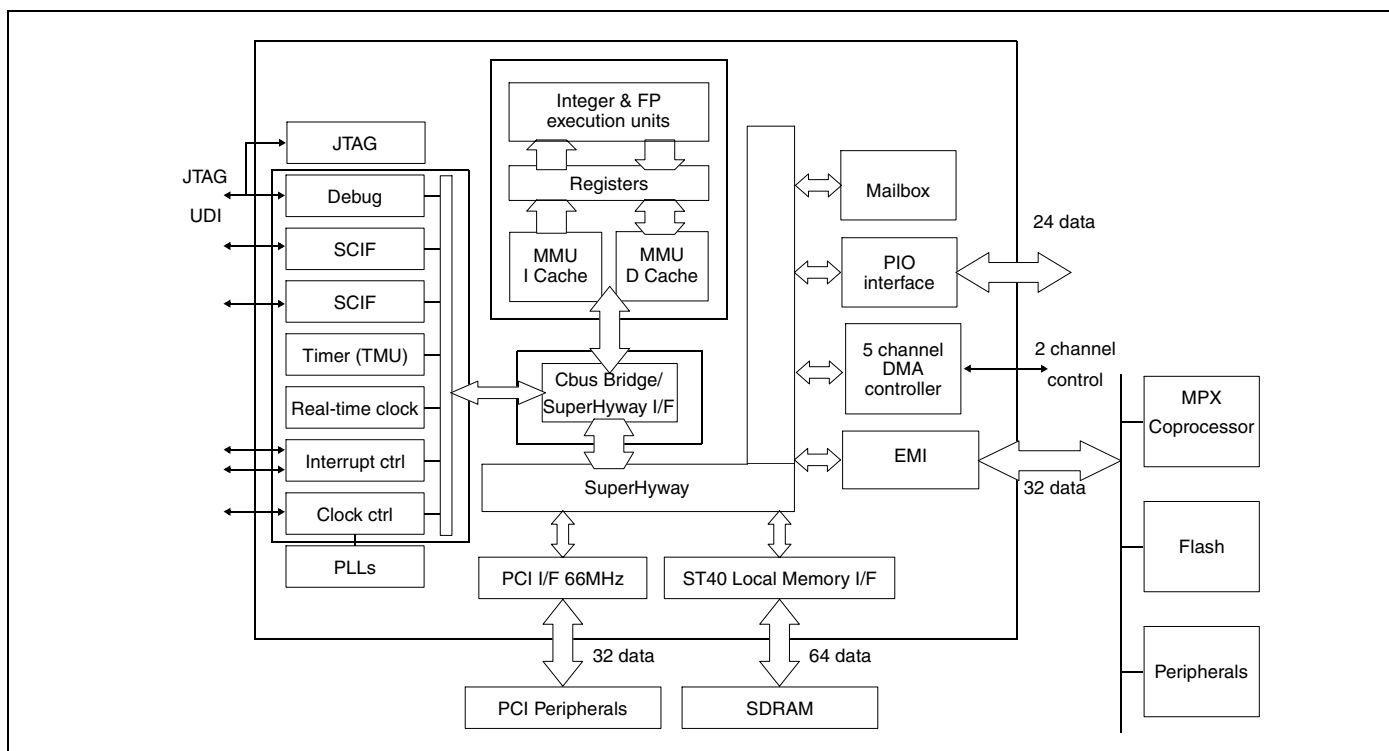 Integer & FP
execution units
Registers
MMU
I Cache
MMU
D Cache
JTAG
JTAG
UDI
Debug
SCIF
SCIF
Timer (TMU)
Real-time clock
Interrupt ctrl
Clock ctrl
PLLs
Cbus Bridge/
SuperHyway I/F
SuperHyway
Mailbox
PIO
interface
24 data
5 channel
DMA
controller
2 channel
control
EMI
32 data
MPX
Coprocessor
Flash
Peripherals
PCI I/F 66MHz
ST40 Local Memory I/F
32 data
64 data
PCI Peripherals
SDRAM